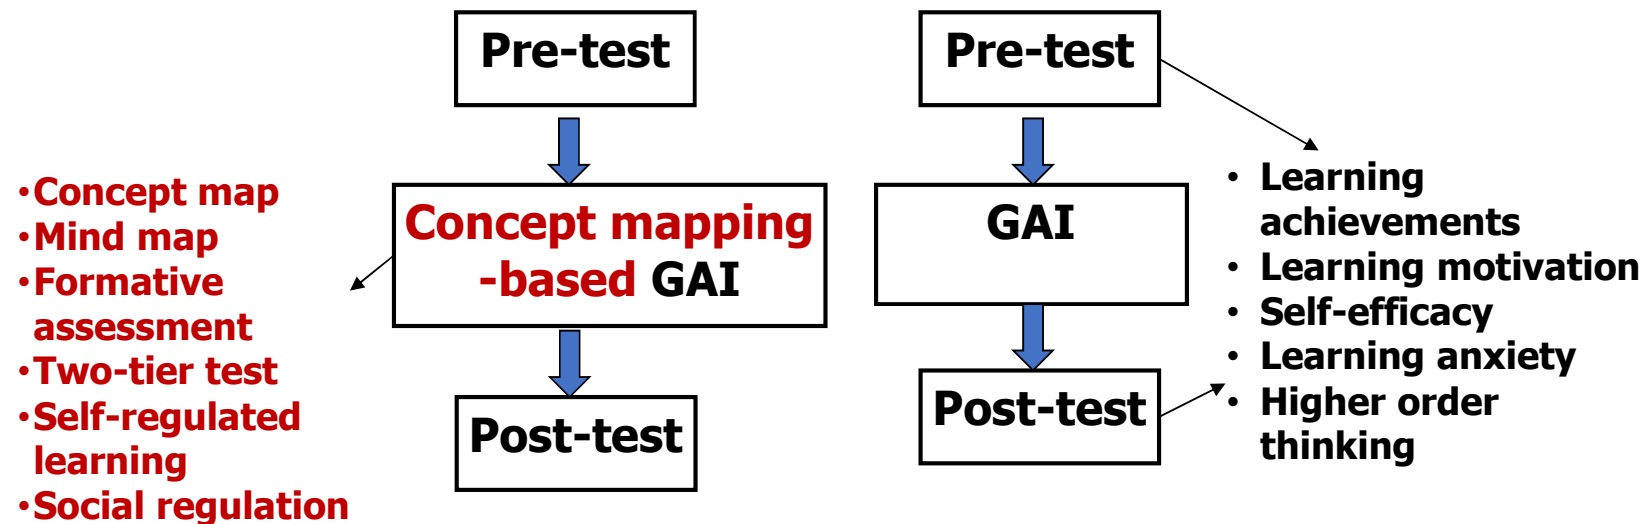 Pre-test
Pre-test
•Concept map
•Mind map
•Formative
assessment
•Two-tier test
•Self-regulated
learning
•Social regulation
Concept mapping
-based GAI
GAI
Post-test
Post-test
• Learning
achievements
• Learning motivation
• Self-efficacy
• Learning anxiety
• Higher order
thinking